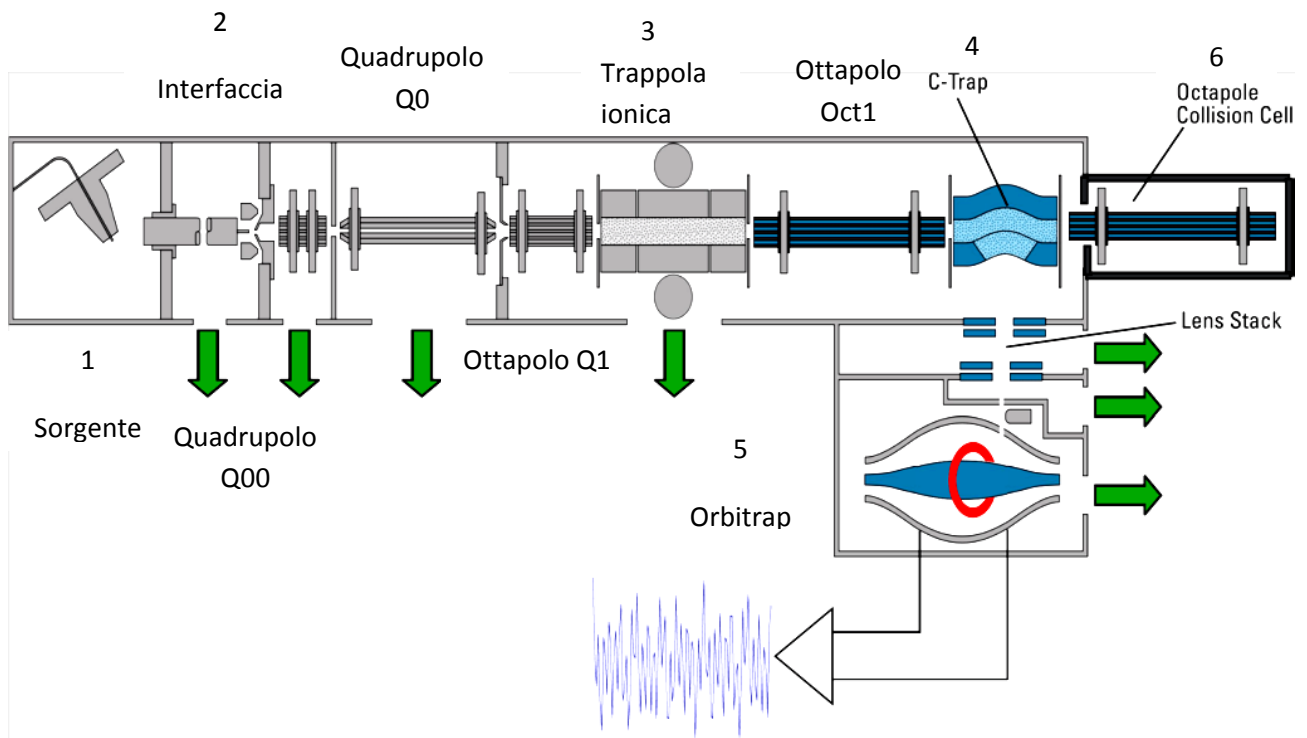 2
Interfaccia
Quadrupolo
Q0
3
Trappola
ionica
Ottapolo
Oct1
4
C-Trap
6
Octapole
Collision Cell
1
Sorgente
Quadrupolo
Q00
Ottapolo Q1
Lens Stack
5
Orbitrap